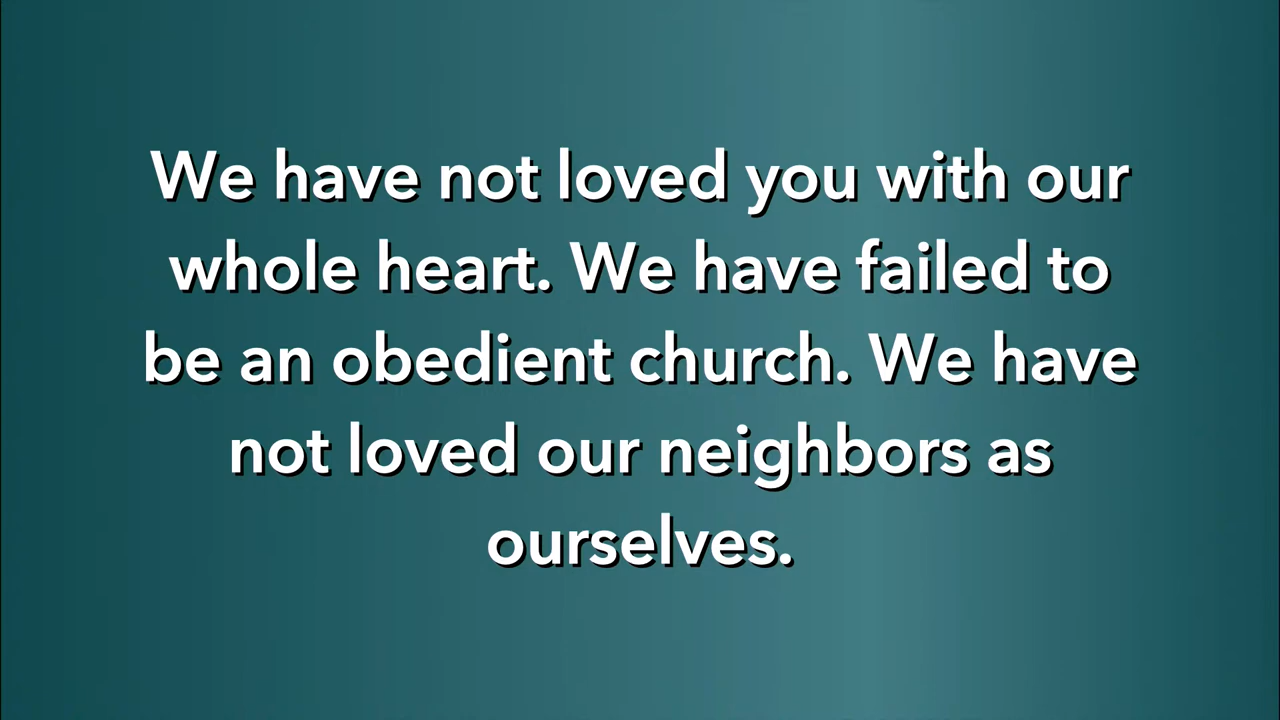 We have not loved you with our
whole heart. We have failed to
be an obedient church. We have
not loved our neighbors as
ourselves.